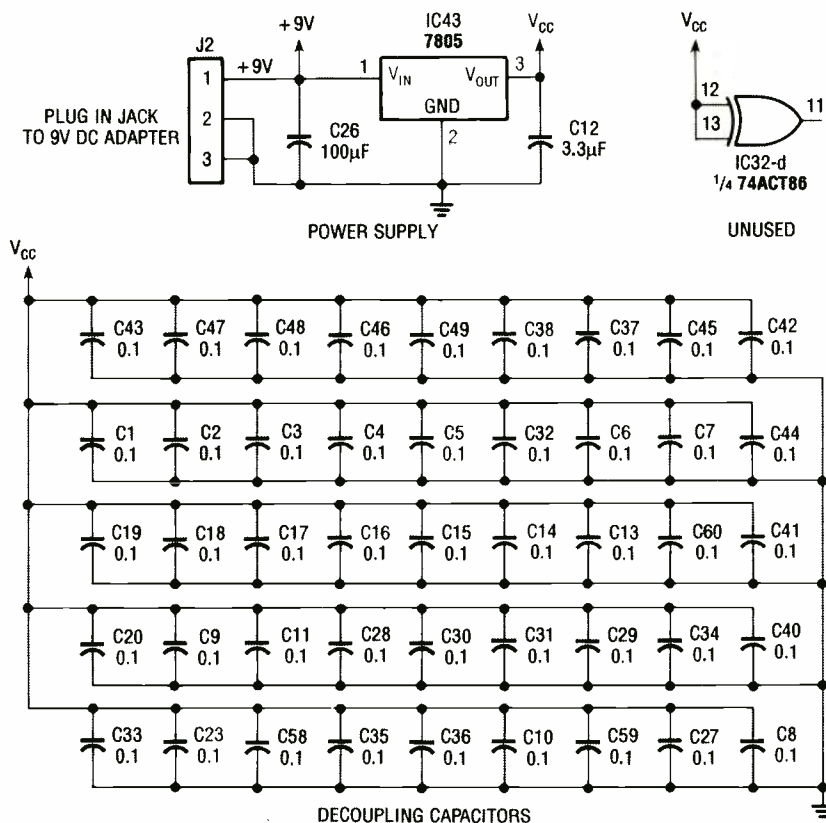 +9V
IC43
7805
VCC
J2
1
+9V
1
VIN
VOUT
3
GND
2
PLUG IN JACK
TO 9V DC ADAPTER
2
3
C26
100µF
C12
3.3µF
POWER SUPPLY
VCC
12
13
11
IC32-d
1/4 74ACT86
UNUSED
VCC
C43 C47 C48 C46 C49 C38 C37 C45 C42
0.1 0.1 0.1 0.1 0.1 0.1 0.1 0.1 0.1
C1 C2 C3 C4 C5 C32 C6 C7 C44
0.1 0.1 0.1 0.1 0.1 0.1 0.1 0.1 0.1
C19 C18 C17 C16 C15 C14 C13 C60 C41
0.1 0.1 0.1 0.1 0.1 0.1 0.1 0.1 0.1
C20 C9 C11 C28 C30 C31 C29 C34 C40
0.1 0.1 0.1 0.1 0.1 0.1 0.1 0.1 0.1
C33 C23 C58 C35 C36 C10 C59 C27 C8
0.1 0.1 0.1 0.1 0.1 0.1 0.1 0.1 0.1
DECOUPLING CAPACITORS